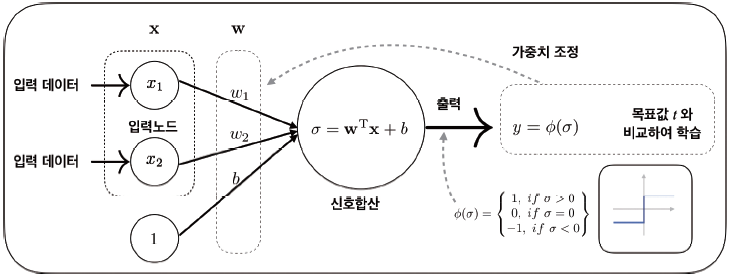 x
w
가중치 조정
입력 데이터
x₁
w₁
출력
목표값 t 와
비교하여 학습
입력노드
w₂
σ = wᵀx + b
y = ϕ(σ)
입력 데이터
x₂
b
신호합산
ϕ(σ) = { 1, if σ > 0
0, if σ = 0
−1, if σ < 0 }
1